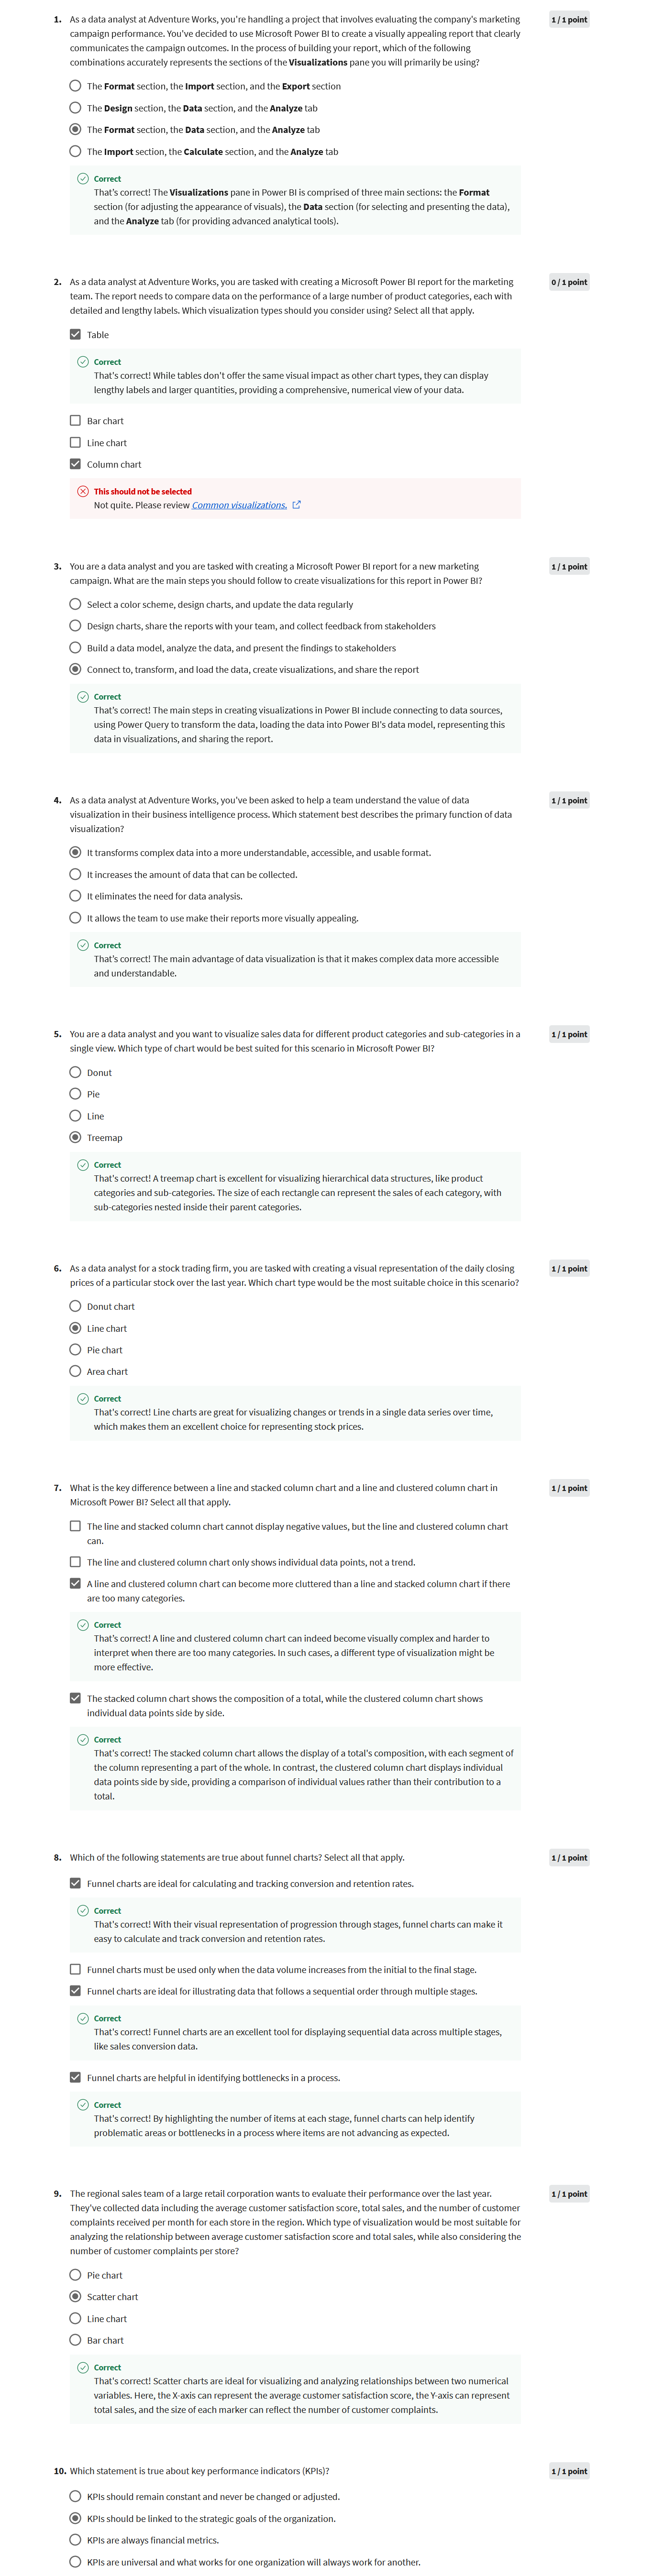 1. As a data analyst at Adventure Works, you're handling a project that involves evaluating the company's marketing
1 / 1 point
campaign performance. You've decided to use Microsoft Power BI to create a visually appealing report that clearly
communicates the campaign outcomes. In the process of building your report, which of the following
combinations accurately represents the sections of the Visualizations pane you will primarily be using?
The Format section, the Import section, and the Export section
The Design section, the Data section, and the Analyze tab
The Format section, the Data section, and the Analyze tab
The Import section, the Calculate section, and the Analyze tab
Correct
That's correct! The Visualizations pane in Power BI is comprised of three main sections: the Format
section (for adjusting the appearance of visuals), the Data section (for selecting and presenting the data),
and the Analyze tab (for providing advanced analytical tools).
2. As a data analyst at Adventure Works, you are tasked with creating a Microsoft Power BI report for the marketing
0 / 1 point
team. The report needs to compare data on the performance of a large number of product categories, each with
detailed and lengthy labels. Which visualization types should you consider using? Select all that apply.
Table
Correct
That's correct! While tables don't offer the same visual impact as other chart types, they can display
lengthy labels and larger quantities, providing a comprehensive, numerical view of your data.
Bar chart
Line chart
Column chart
This should not be selected
Not quite. Please review Common visualizations.
3. You are a data analyst and you are tasked with creating a Microsoft Power BI report for a new marketing
1 / 1 point
campaign. What are the main steps you should follow to create visualizations for this report in Power BI?
Select a color scheme, design charts, and update the data regularly
Design charts, share the reports with your team, and collect feedback from stakeholders
Build a data model, analyze the data, and present the findings to stakeholders
Connect to, transform, and load the data, create visualizations, and share the report
Correct
That's correct! The main steps in creating visualizations in Power BI include connecting to data sources,
using Power Query to transform the data, loading the data into Power BI's data model, representing this
data in visualizations, and sharing the report.
4. As a data analyst at Adventure Works, you've been asked to help a team understand the value of data
1 / 1 point
visualization in their business intelligence process. Which statement best describes the primary function of data
visualization?
It transforms complex data into a more understandable, accessible, and usable format.
It increases the amount of data that can be collected.
It eliminates the need for data analysis.
It allows the team to use make their reports more visually appealing.
Correct
That's correct! The main advantage of data visualization is that it makes complex data more accessible
and understandable.
5. You are a data analyst and you want to visualize sales data for different product categories and sub-categories in a
1 / 1 point
single view. Which type of chart would be best suited for this scenario in Microsoft Power BI?
Donut
Pie
Line
Treemap
Correct
That's correct! A treemap chart is excellent for visualizing hierarchical data structures, like product
categories and sub-categories. The size of each rectangle can represent the sales of each category, with
sub-categories nested inside their parent categories.
6. As a data analyst for a stock trading firm, you are tasked with creating a visual representation of the daily closing
1 / 1 point
prices of a particular stock over the last year. Which chart type would be the most suitable choice in this scenario?
Donut chart
Line chart
Pie chart
Area chart
Correct
That's correct! Line charts are great for visualizing changes or trends in a single data series over time,
which makes them an excellent choice for representing stock prices.
7. What is the key difference between a line and stacked column chart and a line and clustered column chart in
1 / 1 point
Microsoft Power BI? Select all that apply.
The line and stacked column chart cannot display negative values, but the line and clustered column chart
can.
The line and clustered column chart only shows individual data points, not a trend.
A line and clustered column chart can become more cluttered than a line and stacked column chart if there
are too many categories.
Correct
That's correct! A line and clustered column chart can indeed become visually complex and harder to
interpret when there are too many categories. In such cases, a different type of visualization might be
more effective.
The stacked column chart shows the composition of a total, while the clustered column chart shows
individual data points side by side.
Correct
That's correct! The stacked column chart allows the display of a total's composition, with each segment of
the column representing a part of the whole. In contrast, the clustered column chart displays individual
data points side by side, providing a comparison of individual values rather than their contribution to a
total.
8. Which of the following statements are true about funnel charts? Select all that apply.
1 / 1 point
Funnel charts are ideal for calculating and tracking conversion and retention rates.
Correct
That's correct! With their visual representation of progression through stages, funnel charts can make it
easy to calculate and track conversion and retention rates.
Funnel charts must be used only when the data volume increases from the initial to the final stage.
Funnel charts are ideal for illustrating data that follows a sequential order through multiple stages.
Correct
That's correct! Funnel charts are an excellent tool for displaying sequential data across multiple stages,
like sales conversion data.
Funnel charts are helpful in identifying bottlenecks in a process.
Correct
That's correct! By highlighting the number of items at each stage, funnel charts can help identify
problematic areas or bottlenecks in a process where items are not advancing as expected.
9. The regional sales team of a large retail corporation wants to evaluate their performance over the last year.
1 / 1 point
They've collected data including the average customer satisfaction score, total sales, and the number of customer
complaints received per month for each store in the region. Which type of visualization would be most suitable for
analyzing the relationship between average customer satisfaction score and total sales, while also considering the
number of customer complaints per store?
Pie chart
Scatter chart
Line chart
Bar chart
Correct
That's correct! Scatter charts are ideal for visualizing and analyzing relationships between two numerical
variables. Here, the X-axis can represent the average customer satisfaction score, the Y-axis can represent
total sales, and the size of each marker can reflect the number of customer complaints.
10. Which statement is true about key performance indicators (KPIs)?
1 / 1 point
KPIs should remain constant and never be changed or adjusted.
KPIs should be linked to the strategic goals of the organization.
KPIs are always financial metrics.
KPIs are universal and what works for one organization will always work for another.